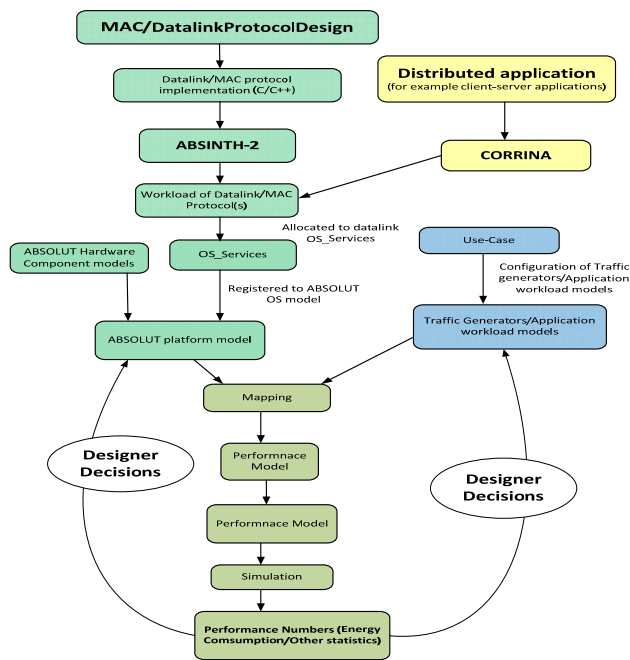 MAC/DatalinkProtocolDesign
Datalink/MAC protocol
implementation (C/C++)
Distributed application
(for example client-server applications)
ABSINTH-2
CORRINA
Workload of Datalink/MAC
Protocol(s)
Allocated to datalink
OS_Services
ABSOLUT Hardware
Component models
OS_Services
Use-Case
Registered to ABSOLUT
OS model
Configuration of Traffic
generators/Application
workload models
ABSOLUT platform model
Traffic Generators/Application
workload models
Mapping
Designer
Decisions
Performnace
Model
Designer
Decisions
Performnace Model
Simulation
Performance Numbers (Energy
Comsumption/Other statistics)